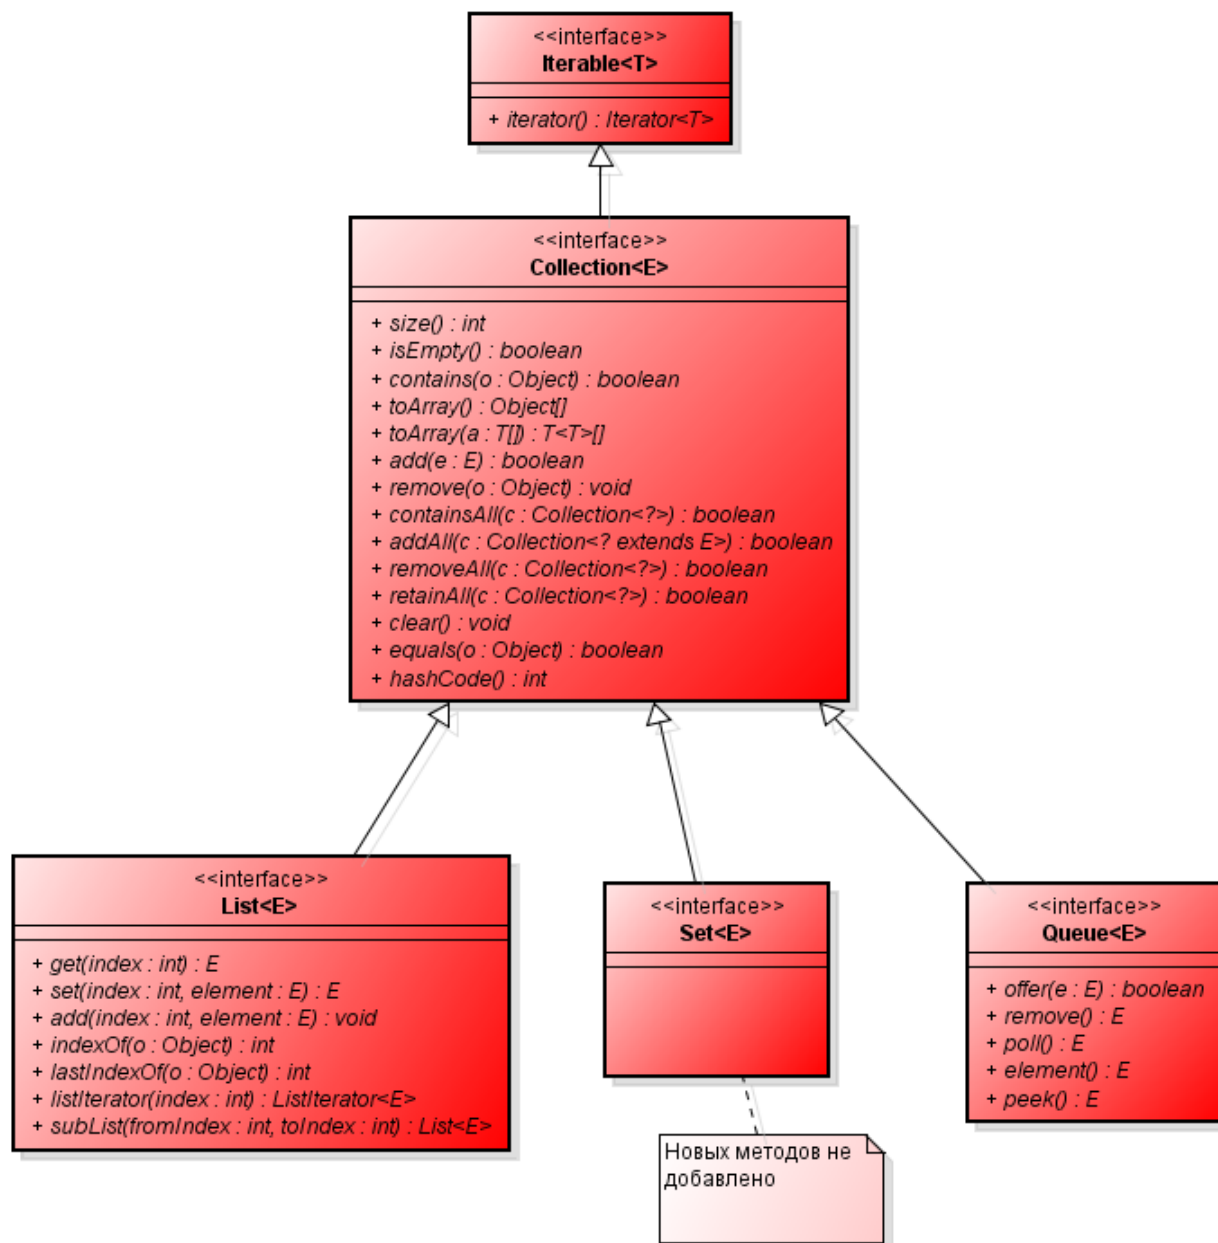 <<interface>>
Iterable<T>
+ iterator() : Iterator<T>
<<interface>>
Collection<E>
+ size() : int
+ isEmpty() : boolean
+ contains(o : Object) : boolean
+ toArray() : Object[]
+ toArray(a : T[]) : T<T>[]
+ add(e : E) : boolean
+ remove(o : Object) : void
+ containsAll(c : Collection<?>) : boolean
+ addAll(c : Collection<? extends E>) : boolean
+ removeAll(c : Collection<?>) : boolean
+ retainAll(c : Collection<?>) : boolean
+ clear() : void
+ equals(o : Object) : boolean
+ hashCode() : int
<<interface>>
List<E>
+ get(index : int) : E
+ set(index : int, element : E) : E
+ add(index : int, element : E) : void
+ indexOf(o : Object) : int
+ lastIndexOf(o : Object) : int
+ listIterator(index : int) : ListIterator<E>
+ subList(fromIndex : int, toIndex : int) : List<E>
<<interface>>
Set<E>
<<interface>>
Queue<E>
+ offer(e : E) : boolean
+ remove() : E
+ poll() : E
+ element() : E
+ peek() : E
Новых методов не
добавлено